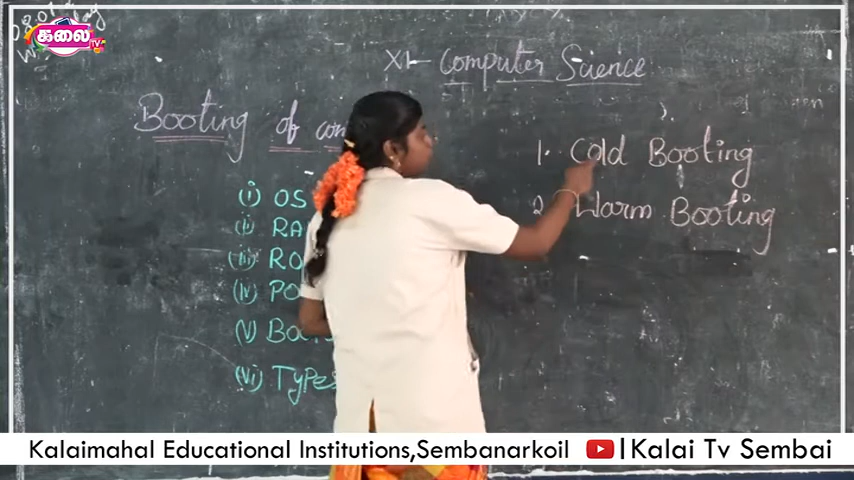 கலை
TV
XI - Computer Science
Booting of
(i) OS
(ii) RA
(iii) RO
(iv) PO
(v) Boo
(vi) Types
1. Cold Booting
2. Warm Booting
Kalaimahal Educational Institutions,Sembanarkoil
Kalai Tv Sembai